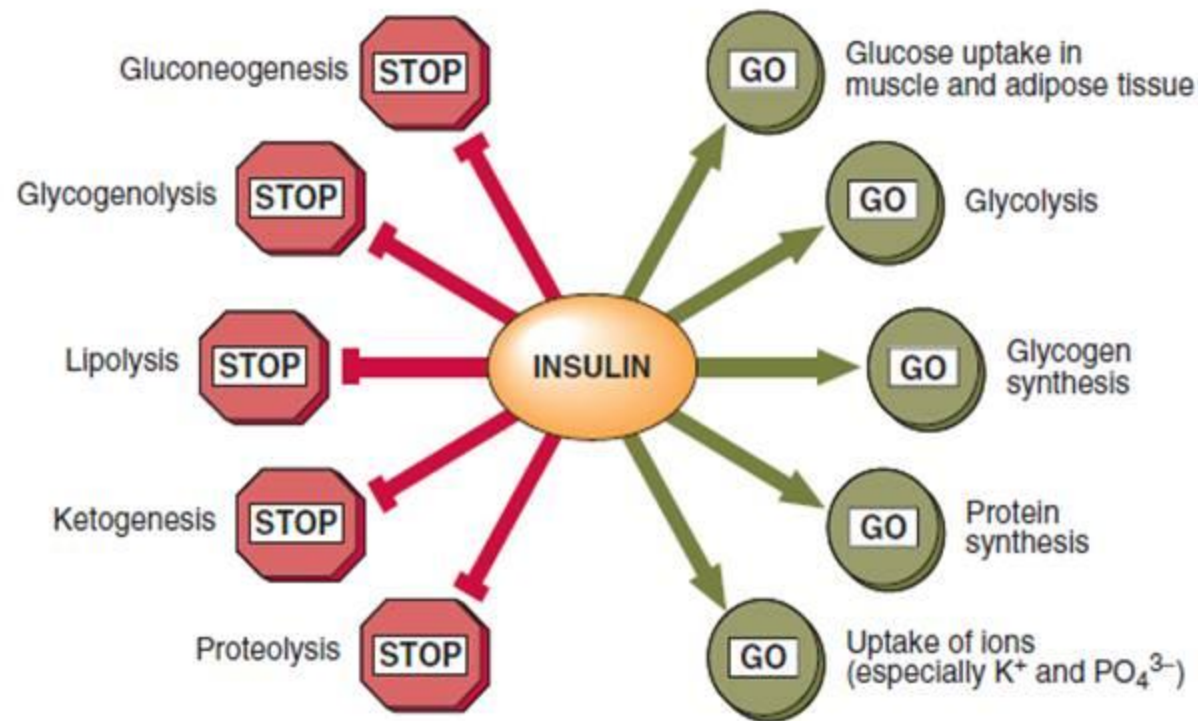 Gluconeogenesis
STOP
Glycogenolysis
STOP
Lipolysis
STOP
Ketogenesis
STOP
Proteolysis
STOP
INSULIN
GO
Glucose uptake in
muscle and adipose tissue
GO
Glycolysis
GO
Glycogen
synthesis
GO
Protein
synthesis
GO
Uptake of ions
(especially K⁺ and PO₄³⁻)